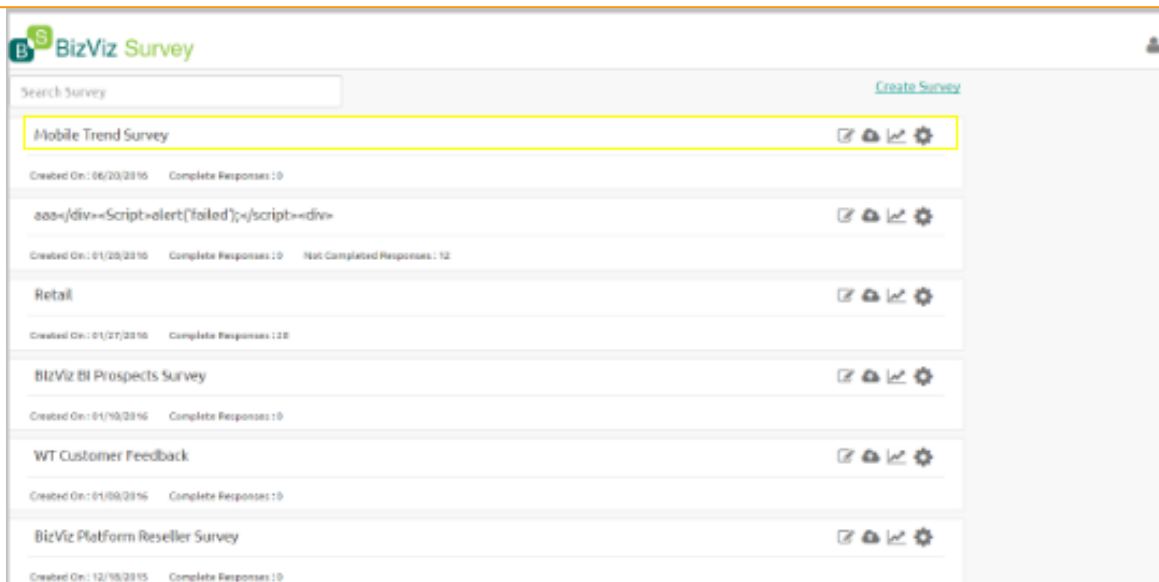 BS BizViz Survey
Search Survey Create Survey
Mobile Trend Survey
Created On : 06/20/2016 Complete Responses : 0
aaa</div><Script>alert('failed');</script><div>
Created On : 01/28/2016 Complete Responses : 0 Not Completed Responses : 12
Retail
Created On : 01/27/2016 Complete Responses :
BizViz BI Prospects Survey
Created On : Complete Responses : 0
WT Customer Feedback
Created On : 01/08/2016 Complete Responses : 0
BizViz Platform Reseller Survey
Created On : 12/18/2015 Complete Responses : 0